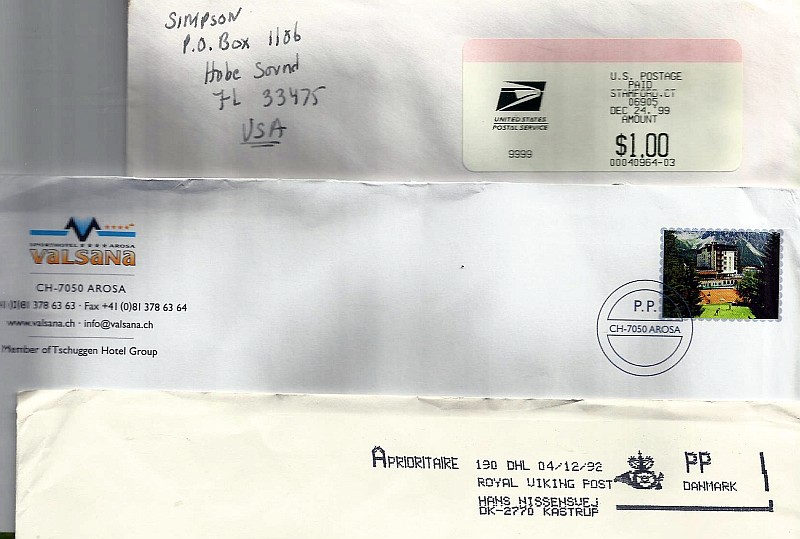 SIMPSON
P.O. Box 1186
Hobe Sound
FL 33475
USA
UNITED STATES
POSTAL SERVICE
9999
U.S. POSTAGE
PAID
STAMFORD,CT
06905
DEC 24,'99
AMOUNT
$1.00
00040964-03
SPORTHOTEL ★★★★ AROSA
VALSANA
CH-7050 AROSA
(0)81 378 63 63 · Fax +41 (0)81 378 63 64
www.valsana.ch · info@valsana.ch
Member of Tschuggen Hotel Group
P.P.
CH-7050 AROSA
APRIORITAIRE
190 DHL 04/12/92
ROYAL VIKING POST
HANS NISSENSVEJ
DK-2770 KASTRUP
PP
DANMARK